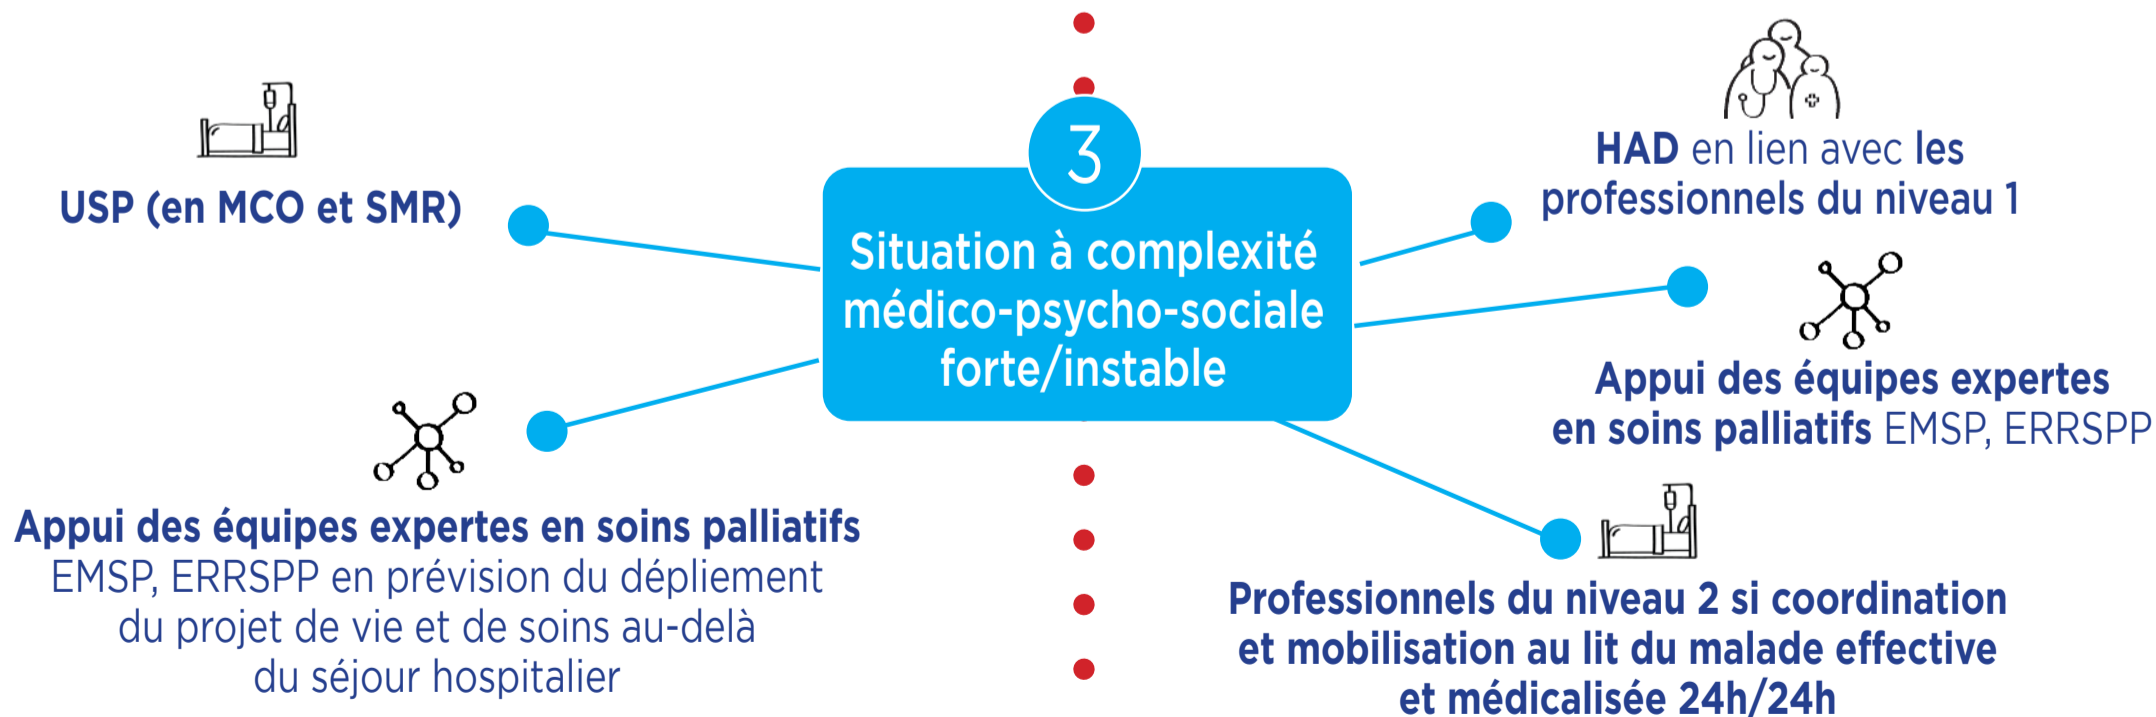 3
Situation à complexité
médico-psycho-sociale
forte/instable
USP (en MCO et SMR)
Appui des équipes expertes en soins palliatifs
EMSP, ERRSPP en prévision du dépliement
du projet de vie et de soins au-delà
du séjour hospitalier
HAD en lien avec les
professionnels du niveau 1
Appui des équipes expertes
en soins palliatifs EMSP, ERRSPP
Professionnels du niveau 2 si coordination
et mobilisation au lit du malade effective
et médicalisée 24h/24h